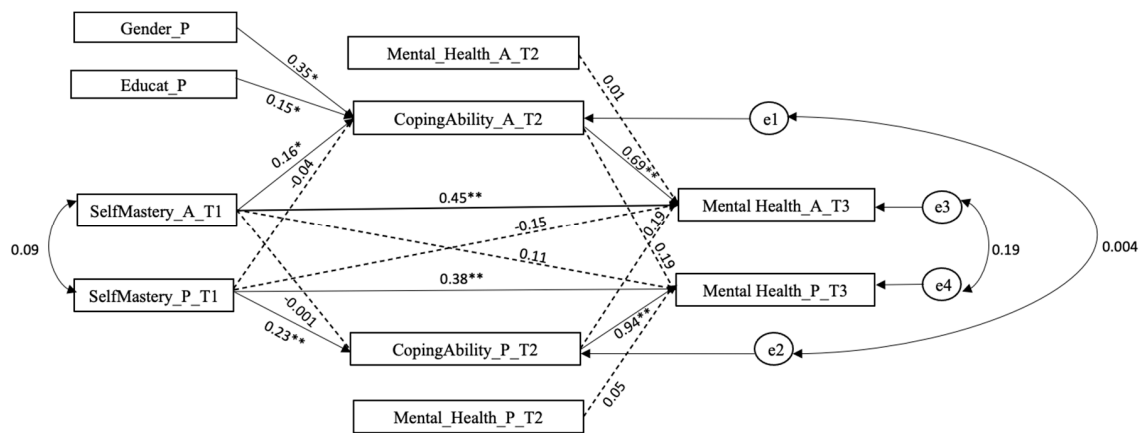 Gender_P
Mental_Health_A_T2
0.35*
0.01
Educat_P
0.15*
CopingAbility_A_T2
e1
0.16*
-0.04
0.69**
SelfMastery_A_T1
0.45**
Mental Health_A_T3
e3
-0.15
0.19
0.09
0.11
0.19
0.19
0.004
SelfMastery_P_T1
0.38**
Mental Health_P_T3
e4
-0.001
0.23**
0.94**
CopingAbility_P_T2
e2
0.05
Mental_Health_P_T2